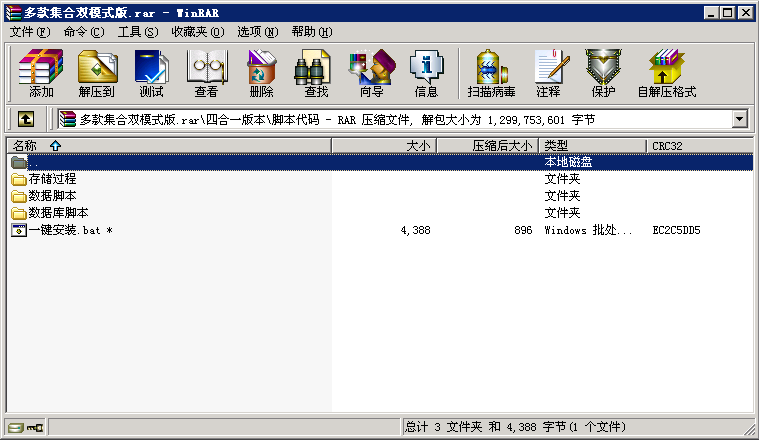 多款集合双模式版.rar - WinRAR
文件(F) 命令(C) 工具(S) 收藏夹(O) 选项(N) 帮助(H)
添加 解压到 测试 查看 删除 查找 向导 信息 扫描病毒 注释 保护 自解压格式
多款集合双模式版.rar\四合一版本\脚本代码 - RAR 压缩文件, 解包大小为 1,299,753,601 字节
名称 大小 压缩后大小 类型 CRC32
.. 本地磁盘
存储过程 文件夹
数据脚本 文件夹
数据库脚本 文件夹
一键安装.bat * 4,388 896 Windows 批处... EC2C5DD5
总计 3 文件夹 和 4,388 字节(1 个文件)